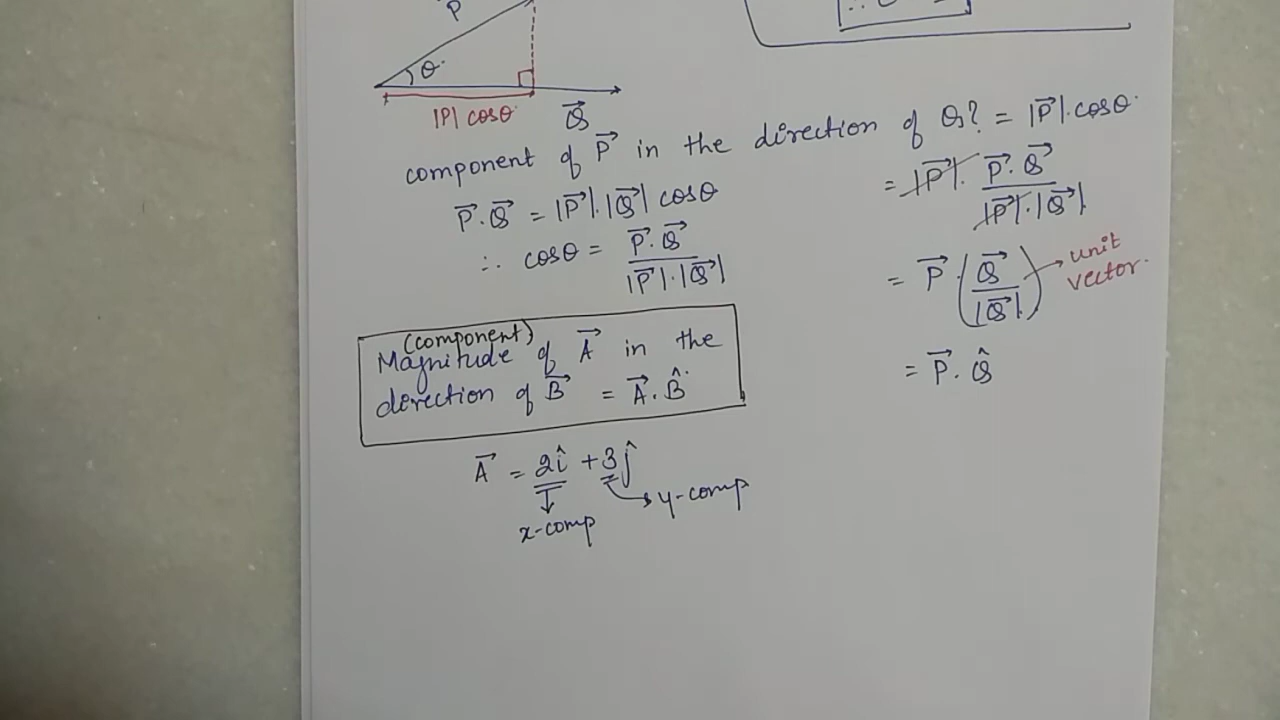 P
θ
|P| cosθ
Q⃗
component of P⃗ in the direction of Q? = |P⃗|.cosθ
P⃗.Q⃗ = |P⃗|.|Q⃗| cosθ
∴ cosθ = P⃗.Q⃗ / |P⃗|.|Q⃗|
= |P⃗|. P⃗.Q⃗ / |P⃗|.|Q⃗|
= P⃗.(Q⃗ / |Q⃗|) → unit vector.
= P⃗.Q̂
(component)
Magnitude of A⃗ in the
direction of B⃗ = A⃗.B̂
A⃗ = 2î + 3ĵ
x-comp
y-comp